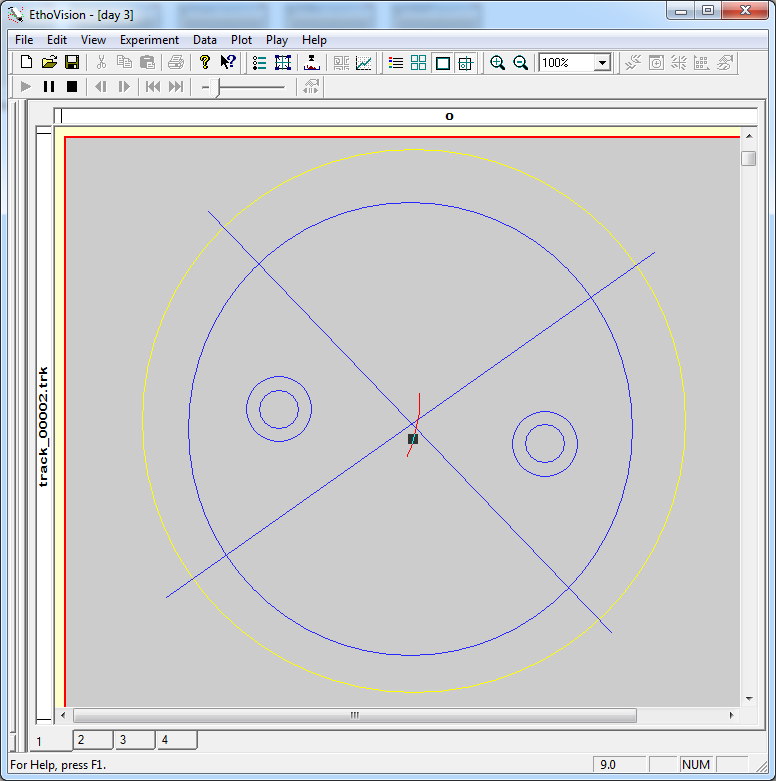 EthoVision - [day 3]
File Edit View Experiment Data Plot Play Help
100%
o
track_00002.trk
1 2 3 4
For Help, press F1. 9.0 NUM